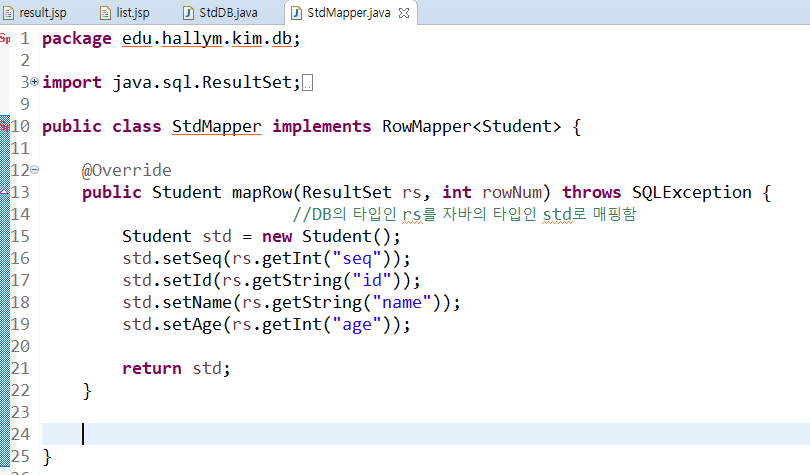 result.jsp list.jsp StdDB.java StdMapper.java
1 package edu.hallym.kim.db;
2
3 import java.sql.ResultSet;
9
10 public class StdMapper implements RowMapper<Student> {
11
12 @Override
13 public Student mapRow(ResultSet rs, int rowNum) throws SQLException {
14 //DB의 타입인 rs를 자바의 타입인 std로 매핑함
15 Student std = new Student();
16 std.setSeq(rs.getInt("seq"));
17 std.setId(rs.getString("id"));
18 std.setName(rs.getString("name"));
19 std.setAge(rs.getInt("age"));
20
21 return std;
22 }
23
24
25 }